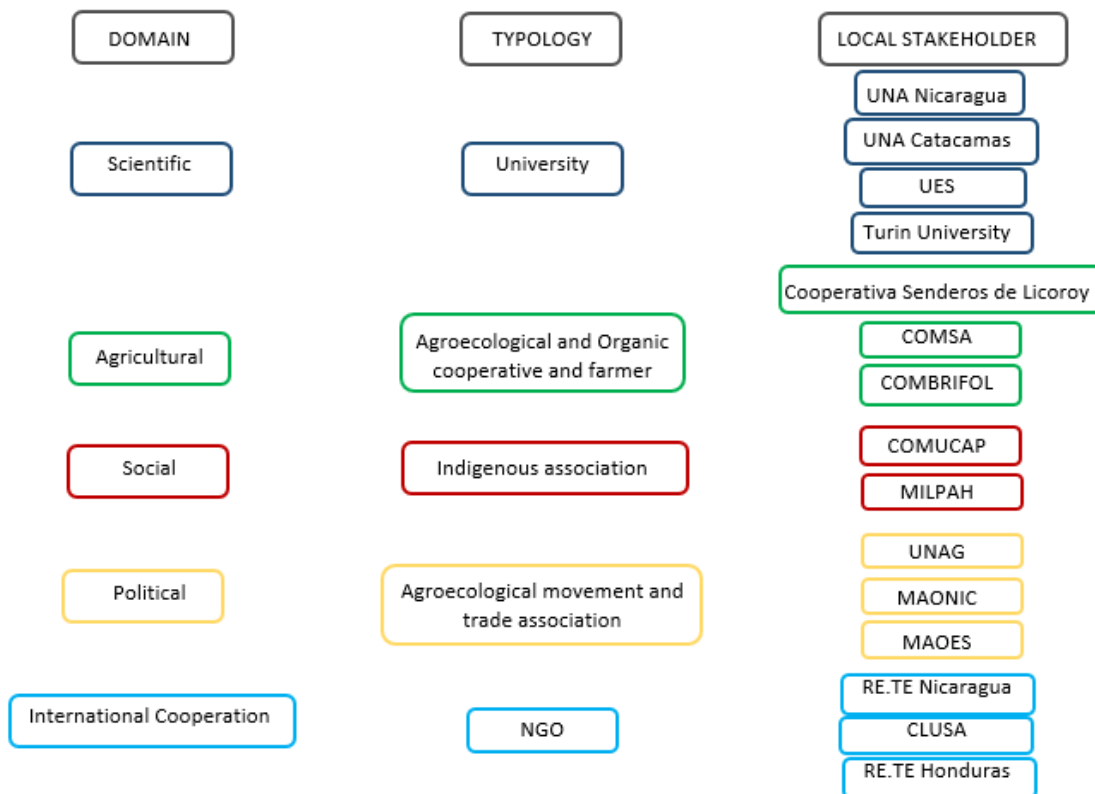 DOMAIN
TYPOLOGY
LOCAL STAKEHOLDER
Scientific
University
UNA Nicaragua
UNA Catacamas
UES
Turin University
Agricultural
Agroecological and Organic
cooperative and farmer
Cooperativa Senderos de Licoroy
COMSA
COMBRIFOL
Social
Indigenous association
COMUCAP
MILPAH
Political
Agroecological movement and
trade association
UNAG
MAONIC
MAOES
International Cooperation
NGO
RE.TE Nicaragua
CLUSA
RE.TE Honduras